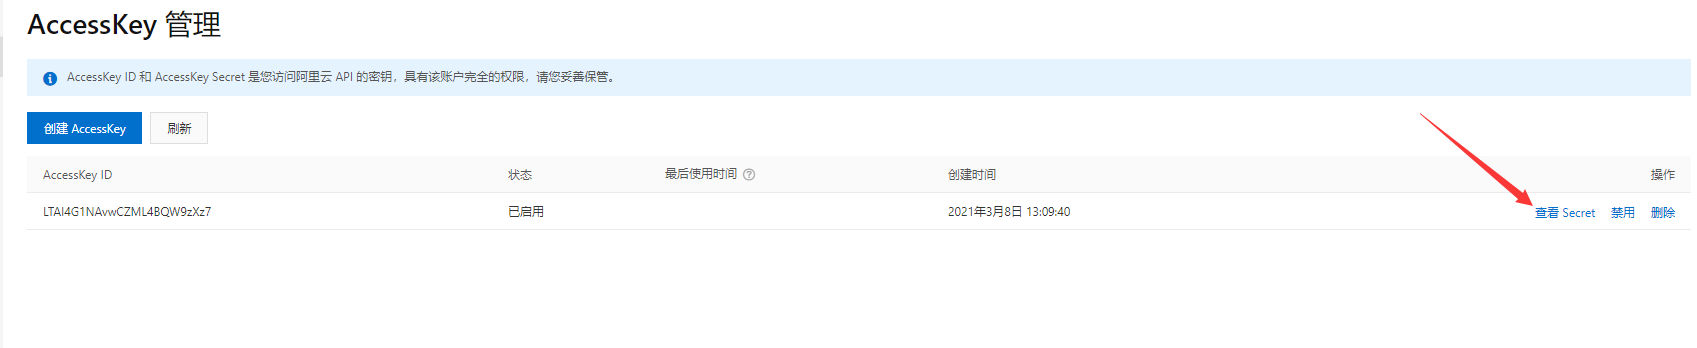 AccessKey 管理
AccessKey ID 和 AccessKey Secret 是您访问阿里云 API 的密钥，具有该账户完全的权限，请您妥善保管。
创建 AccessKey 刷新
AccessKey ID 状态 最后使用时间 创建时间 操作
LTAI4G1NAvwCZML4BQW9zXz7 已启用 2021年3月8日 13:09:40 查看 Secret 禁用 删除